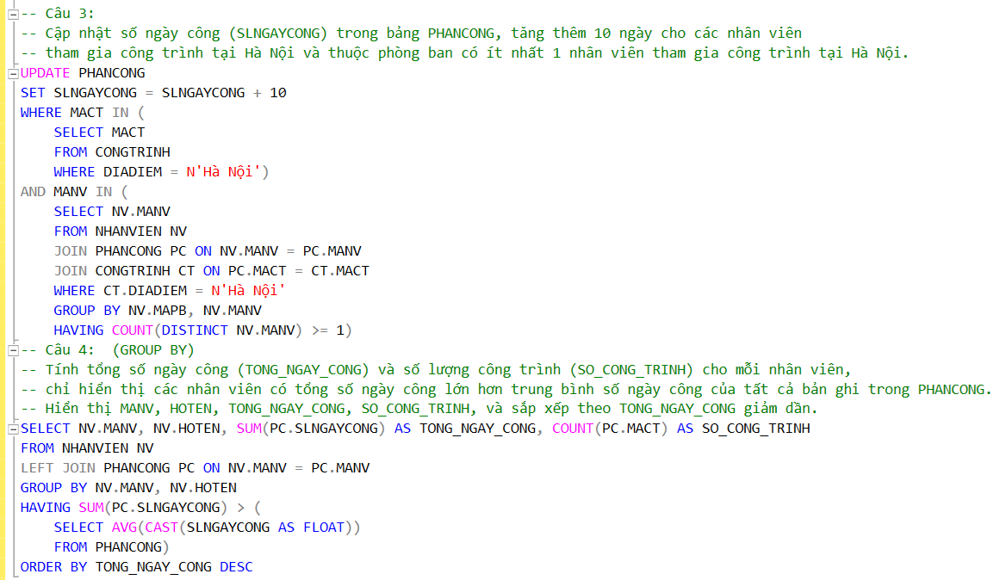 -- Câu 3:
-- Cập nhật số ngày công (SLNGAYCONG) trong bảng PHANCONG, tăng thêm 10 ngày cho các nhân viên
-- tham gia công trình tại Hà Nội và thuộc phòng ban có ít nhất 1 nhân viên tham gia công trình tại Hà Nội.
UPDATE PHANCONG
SET SLNGAYCONG = SLNGAYCONG + 10
WHERE MACT IN (
    SELECT MACT
    FROM CONGTRINH
    WHERE DIADIEM = N'Hà Nội')
AND MANV IN (
    SELECT NV.MANV
    FROM NHANVIEN NV
    JOIN PHANCONG PC ON NV.MANV = PC.MANV
    JOIN CONGTRINH CT ON PC.MACT = CT.MACT
    WHERE CT.DIADIEM = N'Hà Nội'
    GROUP BY NV.MAPB, NV.MANV
    HAVING COUNT(DISTINCT NV.MANV) >= 1)
-- Câu 4:  (GROUP BY)
-- Tính tổng số ngày công (TONG_NGAY_CONG) và số lượng công trình (SO_CONG_TRINH) cho mỗi nhân viên,
-- chỉ hiển thị các nhân viên có tổng số ngày công lớn hơn trung bình số ngày công của tất cả bản ghi trong PHANCONG.
-- Hiển thị MANV, HOTEN, TONG_NGAY_CONG, SO_CONG_TRINH, và sắp xếp theo TONG_NGAY_CONG giảm dần.
SELECT NV.MANV, NV.HOTEN, SUM(PC.SLNGAYCONG) AS TONG_NGAY_CONG, COUNT(PC.MACT) AS SO_CONG_TRINH
FROM NHANVIEN NV
LEFT JOIN PHANCONG PC ON NV.MANV = PC.MANV
GROUP BY NV.MANV, NV.HOTEN
HAVING SUM(PC.SLNGAYCONG) > (
    SELECT AVG(CAST(SLNGAYCONG AS FLOAT))
    FROM PHANCONG)
ORDER BY TONG_NGAY_CONG DESC